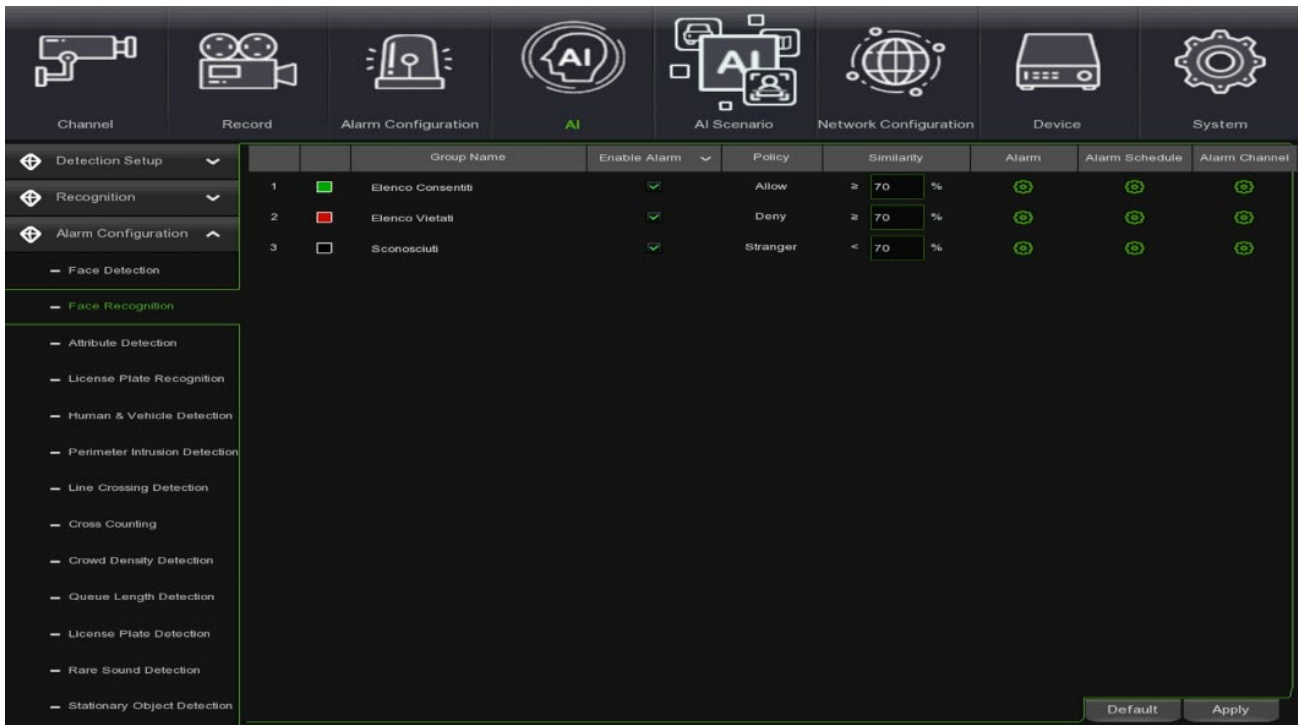 AI
AI
Channel Record Alarm Configuration AI AI Scenario Network Configuration Device System
Detection Setup
Recognition
Alarm Configuration
Face Detection
Face Recognition
Attribute Detection
License Plate Recognition
Human & Vehicle Detection
Perimeter Intrusion Detection
Line Crossing Detection
Cross Counting
Crowd Density Detection
Queue Length Detection
License Plate Detection
Rare Sound Detection
Stationary Object Detection
Group Name Enable Alarm Policy Similarity Alarm Alarm Schedule Alarm Channel
1 Elenco Consentiti Allow ≥ 70 %
2 Elenco Vietati Deny ≥ 70 %
3 Sconosciuti Stranger < 70 %
Default Apply